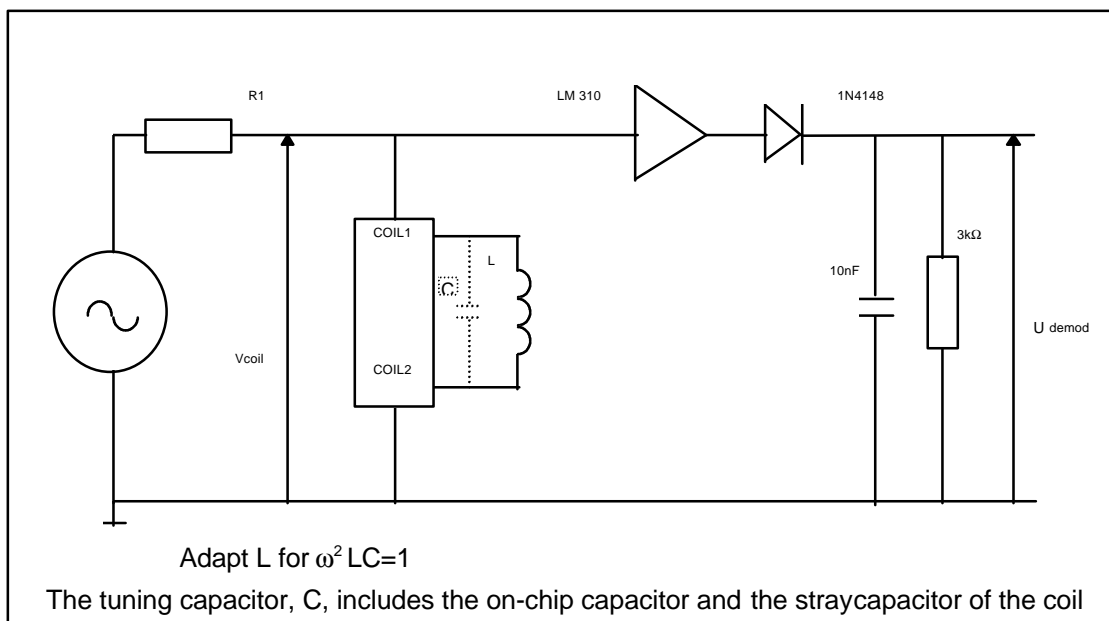 R1
LM 310
1N4148
COIL1
L
3kΩ
C
10nF
U demod
Vcoil
COIL2
Adapt L for ω² LC=1
The tuning capacitor, C, includes the on-chip capacitor and the straycapacitor of the coil